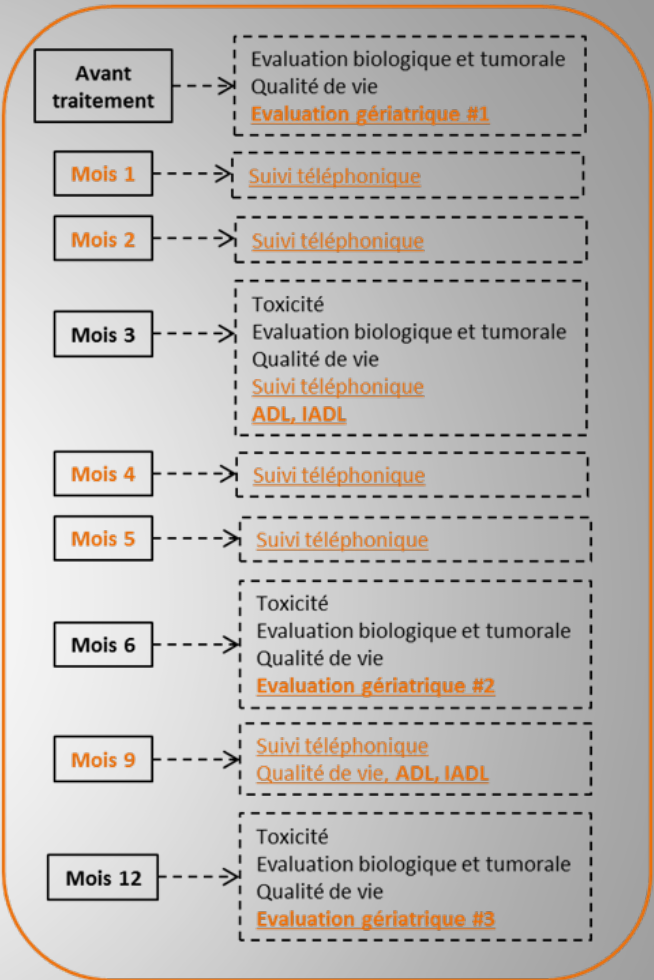 Avant
traitement
Evaluation biologique et tumorale
Qualité de vie
Evaluation gériatrique #1
Mois 1
Suivi téléphonique
Mois 2
Suivi téléphonique
Mois 3
Toxicité
Evaluation biologique et tumorale
Qualité de vie
Suivi téléphonique
ADL, IADL
Mois 4
Suivi téléphonique
Mois 5
Suivi téléphonique
Mois 6
Toxicité
Evaluation biologique et tumorale
Qualité de vie
Evaluation gériatrique #2
Mois 9
Suivi téléphonique
Qualité de vie, ADL, IADL
Mois 12
Toxicité
Evaluation biologique et tumorale
Qualité de vie
Evaluation gériatrique #3